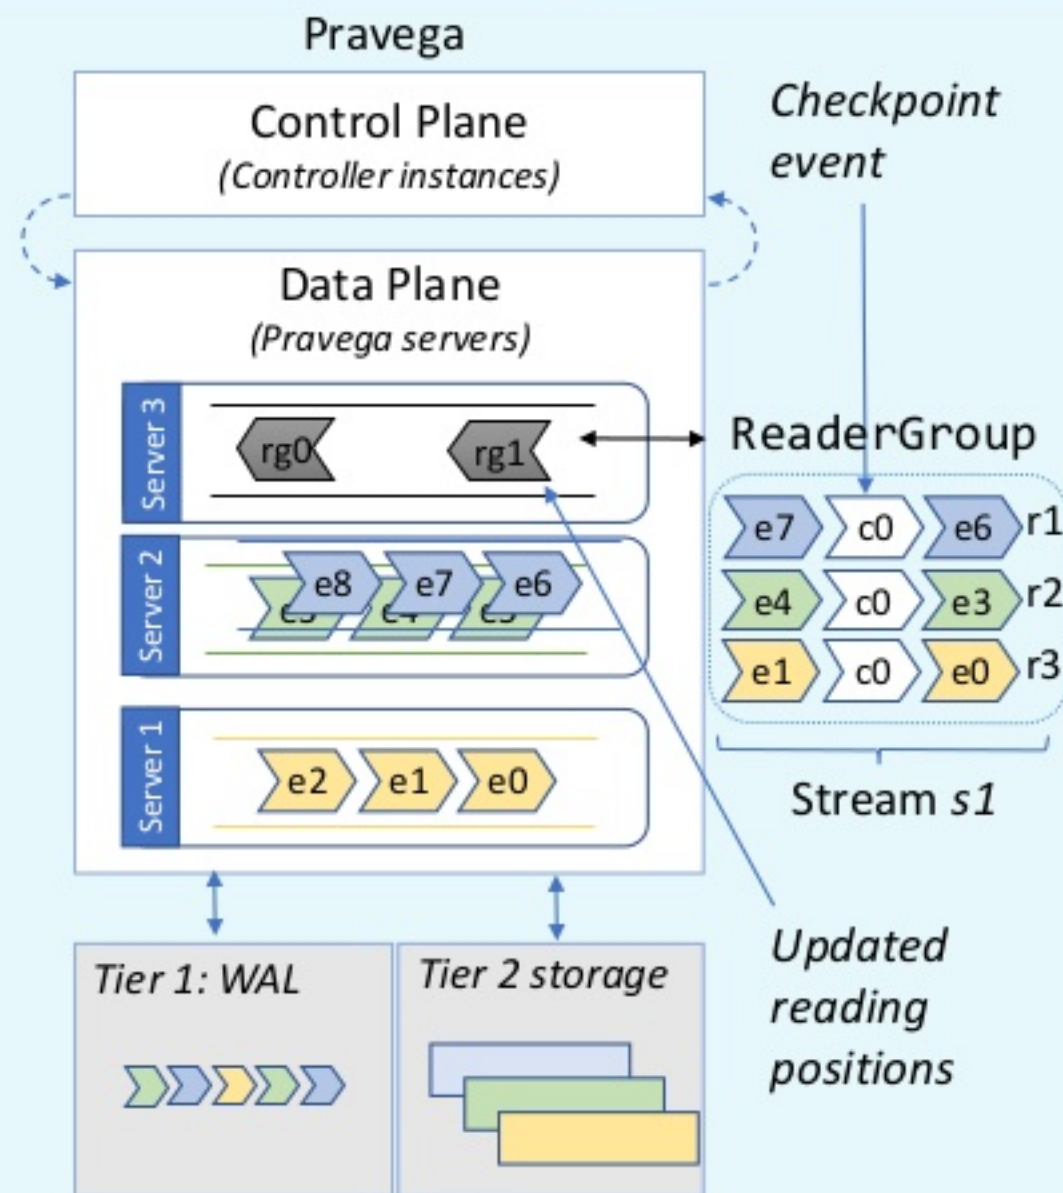 Pravega
Control Plane
(Controller instances)
Checkpoint
event
Data Plane
(Pravega servers)
Server 3
rg0
rg1
ReaderGroup
e7
c0
e6
r1
e4
c0
e3
r2
e1
c0
e0
r3
Server 2
e8
e7
e6
Server 1
e2
e1
e0
Stream s1
Updated
reading
positions
Tier 1: WAL
Tier 2 storage